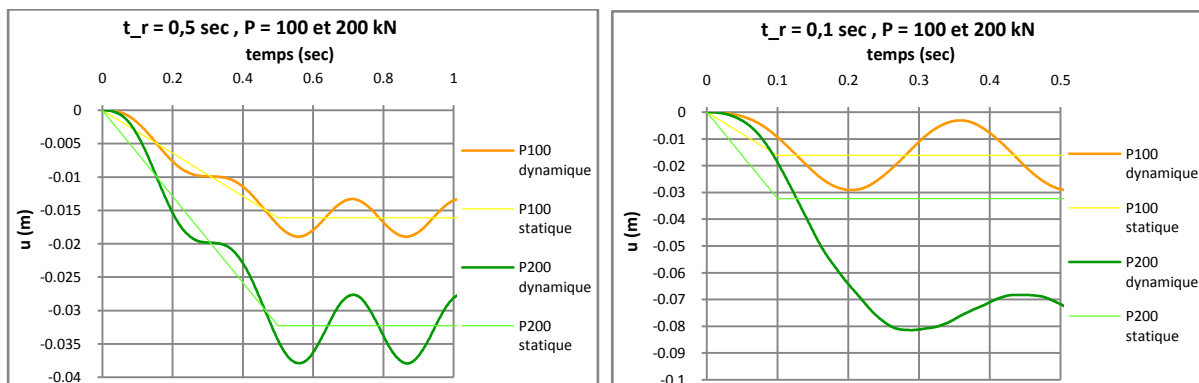 t_r = 0,5 sec , P = 100 et 200 kN
temps (sec)
0 0.2 0.4 0.6 0.8 1
0
-0.005
-0.01
-0.015
-0.02
-0.025
-0.03
-0.035
-0.04
u (m)
P100
dynamique
P100
statique
P200
dynamique
P200
statique
t_r = 0,1 sec , P = 100 et 200 kN
temps (sec)
0 0.1 0.2 0.3 0.4 0.5
0
-0.01
-0.02
-0.03
-0.04
-0.05
-0.06
-0.07
-0.08
-0.09
-0.1
u (m)
P100
dynamique
P100
statique
P200
dynamique
P200
statique